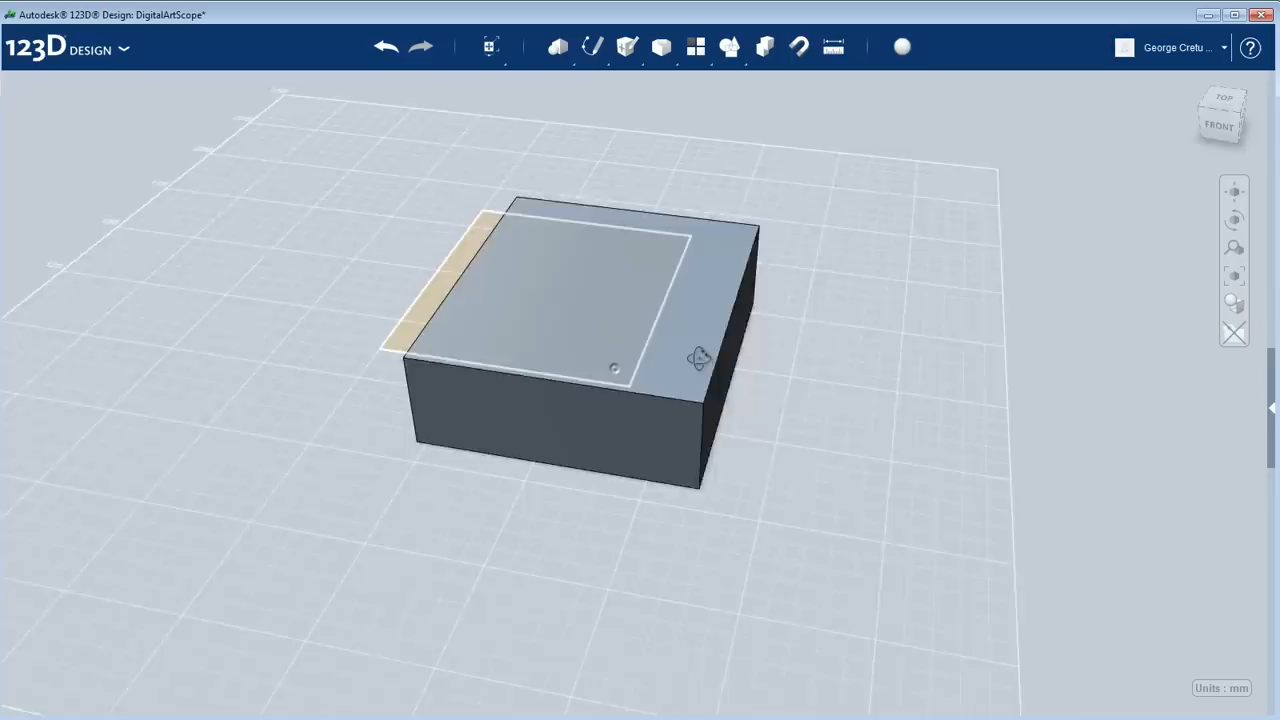 Autodesk® 123D® Design: DigitalArtScope*
123D DESIGN
George Cretu ...
?
TOP
FRONT
Units : mm